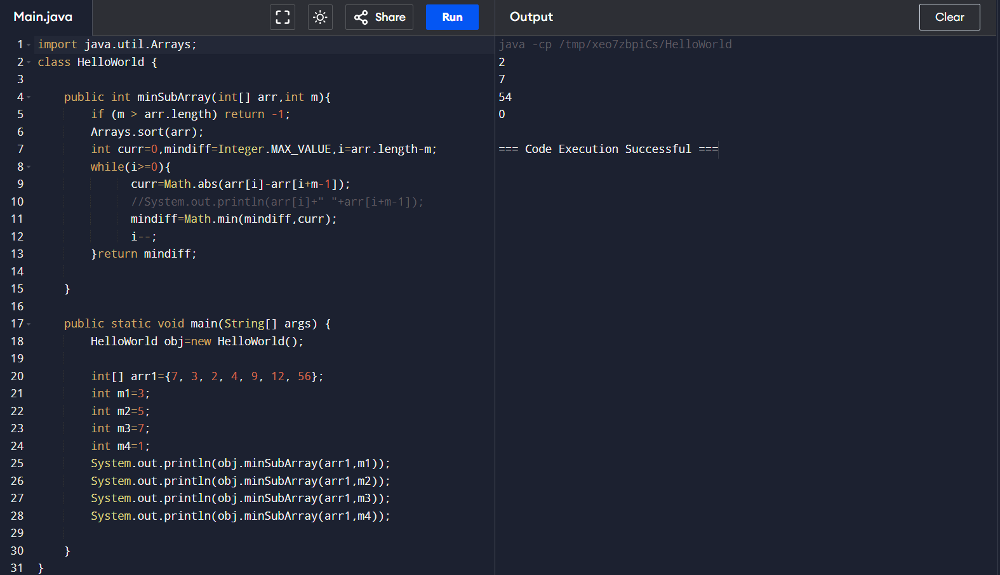 Main.java
Share
Run
Output
Clear
1 import java.util.Arrays;
2 class HelloWorld {
3
4     public int minSubArray(int[] arr,int m){
5         if (m > arr.length) return -1;
6         Arrays.sort(arr);
7         int curr=0,mindiff=Integer.MAX_VALUE,i=arr.length-m;
8         while(i>=0){
9               curr=Math.abs(arr[i]-arr[i+m-1]);
10               //System.out.println(arr[i]+" "+arr[i+m-1]);
11               mindiff=Math.min(mindiff,curr);
12               i--;
13         }return mindiff;
14
15     }
16
17     public static void main(String[] args) {
18         HelloWorld obj=new HelloWorld();
19
20         int[] arr1={7, 3, 2, 4, 9, 12, 56};
21         int m1=3;
22         int m2=5;
23         int m3=7;
24         int m4=1;
25         System.out.println(obj.minSubArray(arr1,m1));
26         System.out.println(obj.minSubArray(arr1,m2));
27         System.out.println(obj.minSubArray(arr1,m3));
28         System.out.println(obj.minSubArray(arr1,m4));
29
30     }
31 }
java -cp /tmp/xeo7zbpiCs/HelloWorld
2
7
54
0
=== Code Execution Successful ===